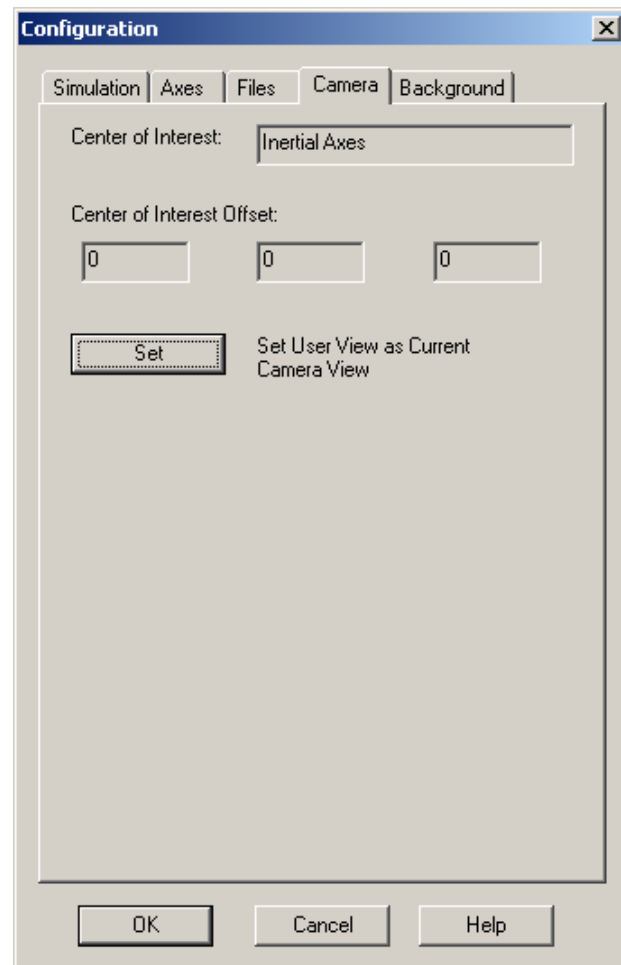 Configuration
Simulation Axes Files Camera Background
Center of Interest: Inertial Axes
Center of Interest Offset:
0 0 0
Set Set User View as Current
Camera View
OK Cancel Help